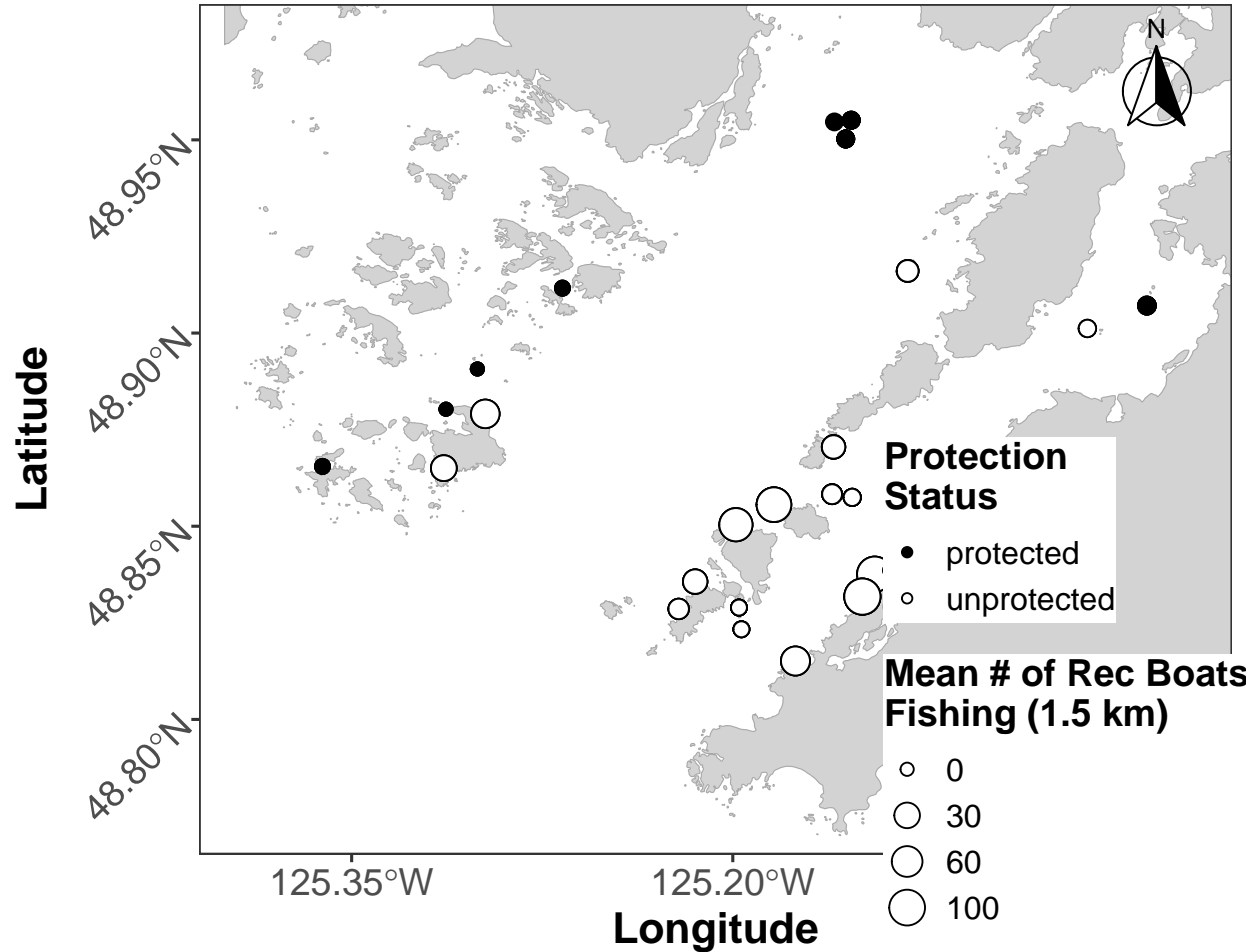 N
48.95°N
48.90°N
48.85°N
48.80°N
Latitude
125.35°W
125.20°W
Longitude
Protection
Status
protected
unprotected
Mean # of Rec Boats
Fishing (1.5 km)
0
30
60
100